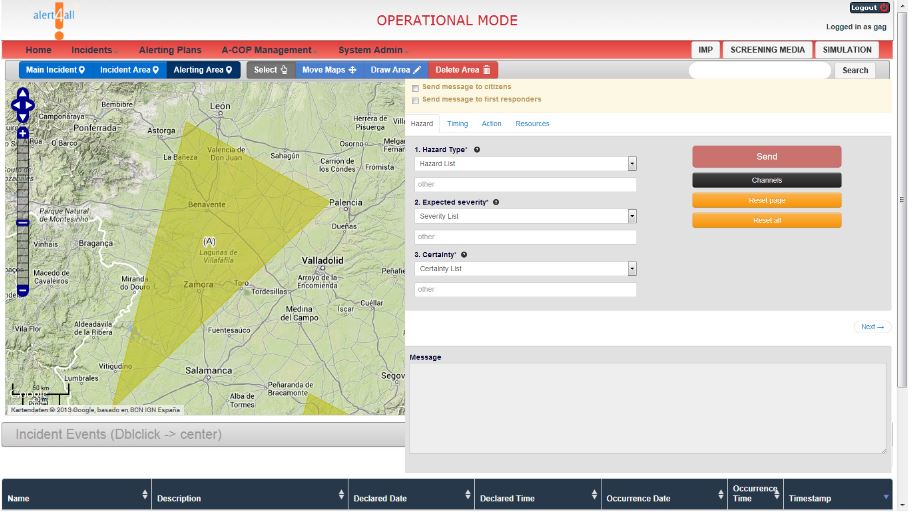 alert4all
OPERATIONAL MODE
Logout
Logged in as gag
Home Incidents Alerting Plans A-COP Management System Admin IMP SCREENING MEDIA SIMULATION
Main Incident Incident Area Alerting Area Select Move Maps Draw Area Delete Area Search
Send message to citizens
Send message to first responders
Hazard Timing Action Resources
1. Hazard Type* Send
Hazard List
other Channels
2. Expected severity* Reset page
Severity List Reset all
other
3. Certainty*
Certainty List
other
Next →
Message
Bembibre
León
Camponaraya
Ponferrada
Astorga
Herrera de
Pisuerga
Villa
O Barco
La Bañeza
Valencia de
Don Juan
Sahagún
Osorno
Melgar
Fernamental
Carrión de
los Condes
Frómista
Parque Natural
de Montesinho
Benavente
Palencia
Dueñas
Vinhais
Bragança
(A)
Lagunas de
Villafáfila
Valladolid
Macedo de
Cavaleiros
Miranda
do Douro
Zamora
Toro
Tordesillas
Arroyo de la
Encomienda
Medina
del Campo
Iscar
Cuéllar
Vila Flor
Aldeadávila
de la Ribera
Fuentesaúco
Vitigudino
Lumbrales
Salamanca
Segov
50 km
Alba de
Tormes
Peñaranda de
Bracamonte
Kartendaten © 2013 Google, basado en BCN IGN España
Incident Events (Dblclick -> center)
Name Description Declared Date Declared Time Occurrence Date Occurrence Time Timestamp